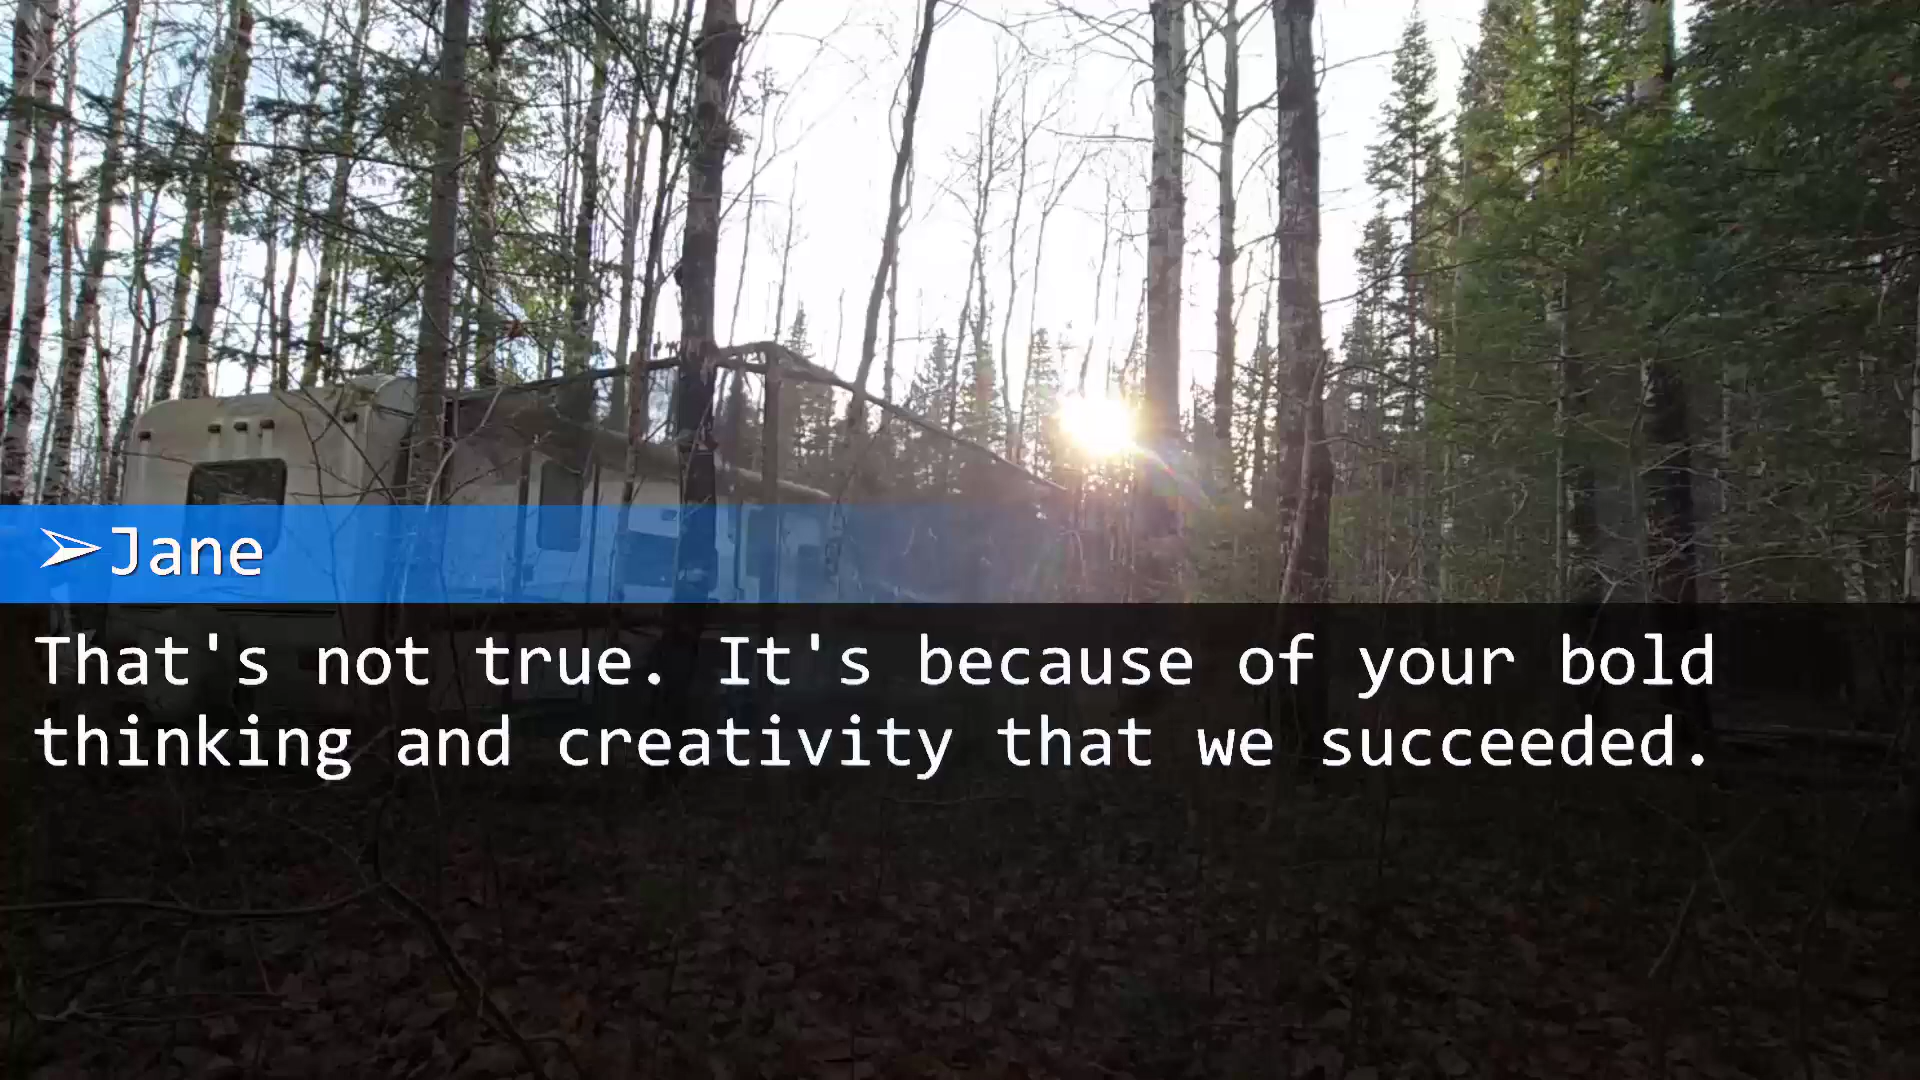 ➢Jane
That's not true. It's because of your bold
thinking and creativity that we succeeded.